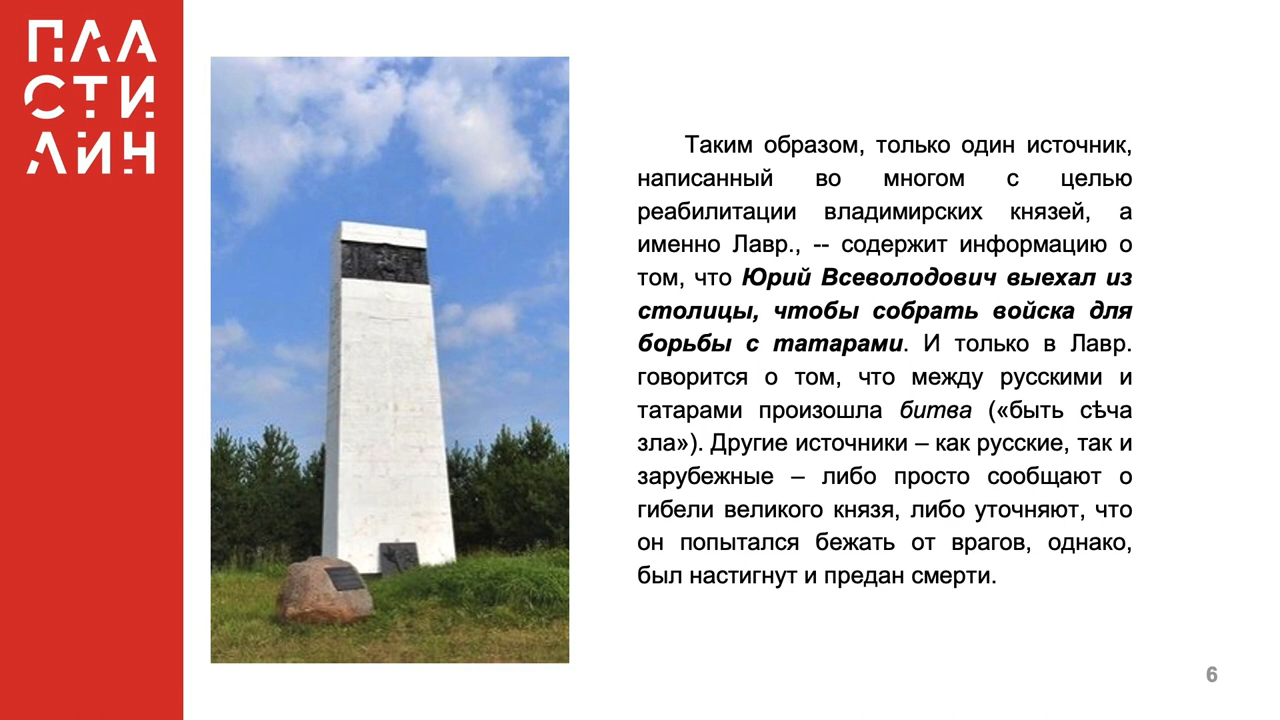 ПЛА
СТИ
ЛИН
Таким образом, только один источник,
написанный во многом с целью
реабилитации владимирских князей, а
именно Лавр., -- содержит информацию о
том, что Юрий Всеволодович выехал из
столицы, чтобы собрать войска для
борьбы с татарами. И только в Лавр.
говорится о том, что между русскими и
татарами произошла битва («быть сѣча
зла»). Другие источники – как русские, так и
зарубежные – либо просто сообщают о
гибели великого князя, либо уточняют, что
он попытался бежать от врагов, однако,
был настигнут и предан смерти.
6